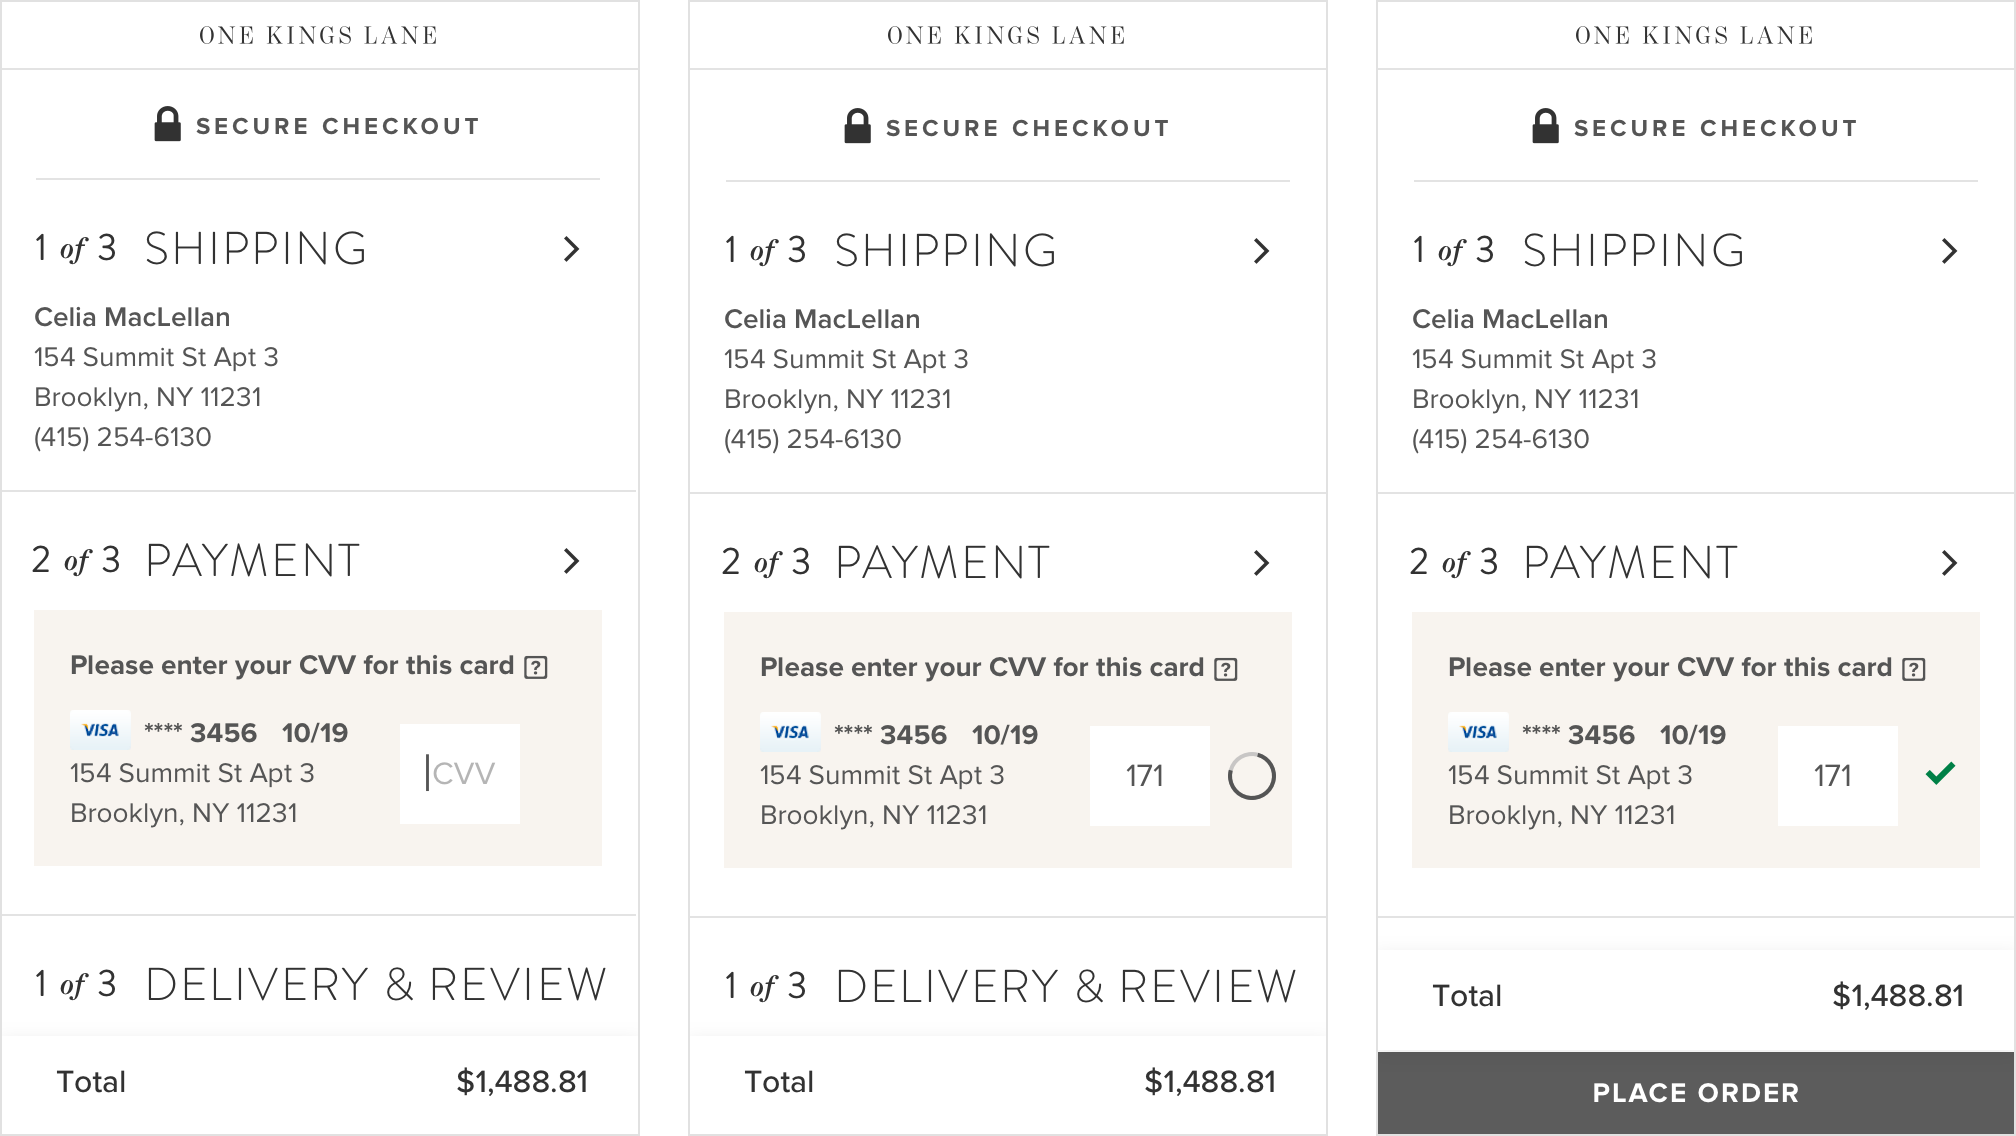 ONE KINGS LANE
SECURE CHECKOUT
1 of 3 SHIPPING
Celia MacLellan
154 Summit St Apt 3
Brooklyn, NY 11231
(415) 254-6130
2 of 3 PAYMENT
Please enter your CVV for this card ?
VISA **** 3456 10/19
154 Summit St Apt 3
CVV
Brooklyn, NY 11231
1 of 3 DELIVERY & REVIEW
Total $1,488.81
ONE KINGS LANE
SECURE CHECKOUT
1 of 3 SHIPPING
Celia MacLellan
154 Summit St Apt 3
Brooklyn, NY 11231
(415) 254-6130
2 of 3 PAYMENT
Please enter your CVV for this card ?
VISA **** 3456 10/19
154 Summit St Apt 3
171
Brooklyn, NY 11231
1 of 3 DELIVERY & REVIEW
Total $1,488.81
ONE KINGS LANE
SECURE CHECKOUT
1 of 3 SHIPPING
Celia MacLellan
154 Summit St Apt 3
Brooklyn, NY 11231
(415) 254-6130
2 of 3 PAYMENT
Please enter your CVV for this card ?
VISA **** 3456 10/19
154 Summit St Apt 3
171
Brooklyn, NY 11231
Total $1,488.81
PLACE ORDER